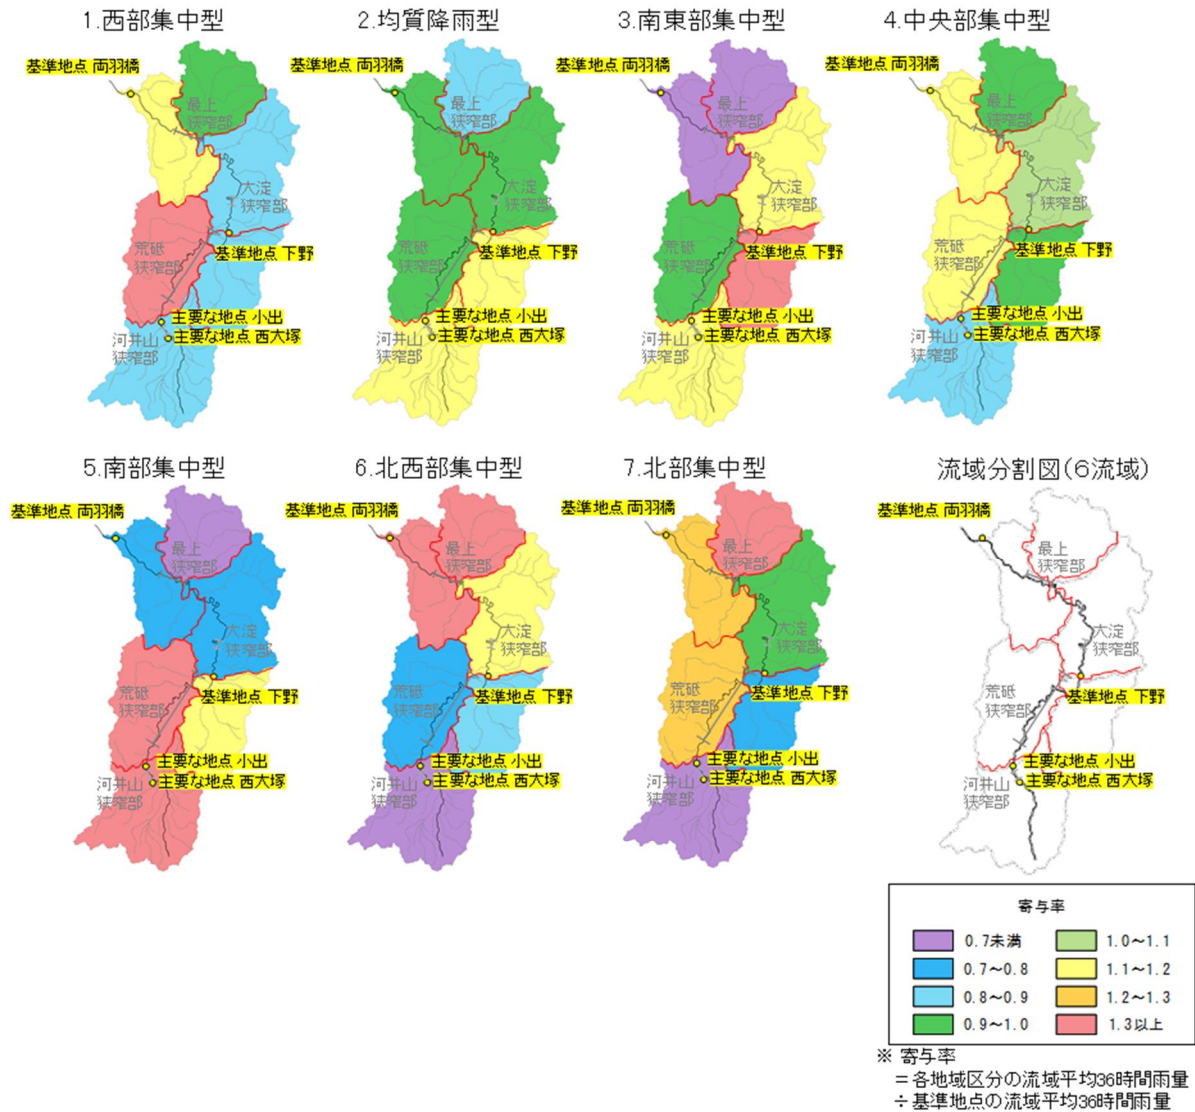 1.西部集中型
基準地点 両羽橋
最上
狭窄部
大淀
狭窄部
荒砥
狭窄部
基準地点 下野
主要な地点 小出
主要な地点 西大塚
河井山
狭窄部
2.均質降雨型
基準地点 両羽橋
最上
狭窄部
大淀
狭窄部
荒砥
狭窄部
基準地点 下野
主要な地点 小出
主要な地点 西大塚
河井山
狭窄部
3.南東部集中型
基準地点 両羽橋
最上
狭窄部
大淀
狭窄部
荒砥
狭窄部
基準地点 下野
主要な地点 小出
主要な地点 西大塚
河井山
狭窄部
4.中央部集中型
基準地点 両羽橋
最上
狭窄部
大淀
狭窄部
荒砥
狭窄部
基準地点 下野
主要な地点 小出
主要な地点 西大塚
河井山
狭窄部
5.南部集中型
基準地点 両羽橋
最上
狭窄部
大淀
狭窄部
荒砥
狭窄部
基準地点 下野
主要な地点 小出
主要な地点 西大塚
河井山
狭窄部
6.北西部集中型
基準地点 両羽橋
最上
狭窄部
大淀
狭窄部
荒砥
狭窄部
基準地点 下野
主要な地点 小出
主要な地点 西大塚
河井山
狭窄部
7.北部集中型
基準地点 両羽橋
最上
狭窄部
大淀
狭窄部
荒砥
狭窄部
基準地点 下野
主要な地点 小出
主要な地点 西大塚
河井山
狭窄部
流域分割図(6流域)
基準地点 両羽橋
最上
狭窄部
大淀
狭窄部
荒砥
狭窄部
基準地点 下野
主要な地点 小出
主要な地点 西大塚
河井山
狭窄部
寄与率
0.7未満
0.7～0.8
0.8～0.9
0.9～1.0
1.0～1.1
1.1～1.2
1.2～1.3
1.3以上
※ 寄与率
＝各地域区分の流域平均36時間雨量
÷基準地点の流域平均36時間雨量